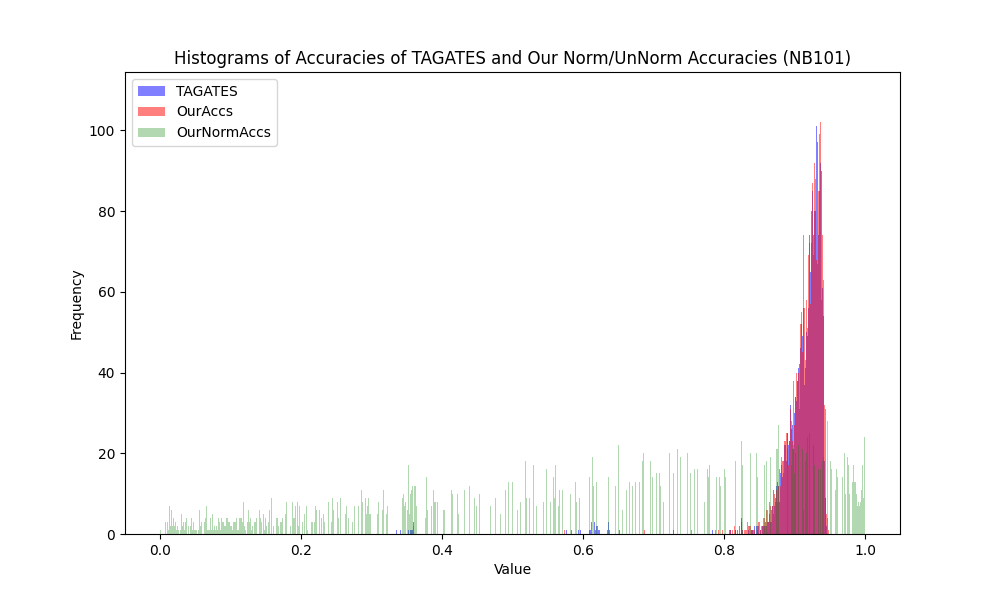 Histograms of Accuracies of TAGATES and Our Norm/UnNorm Accuracies (NB101)
TAGATES
OurAccs
OurNormAccs
100
80
60
40
20
0
Frequency
0.0 0.2 0.4 0.6 0.8 1.0
Value